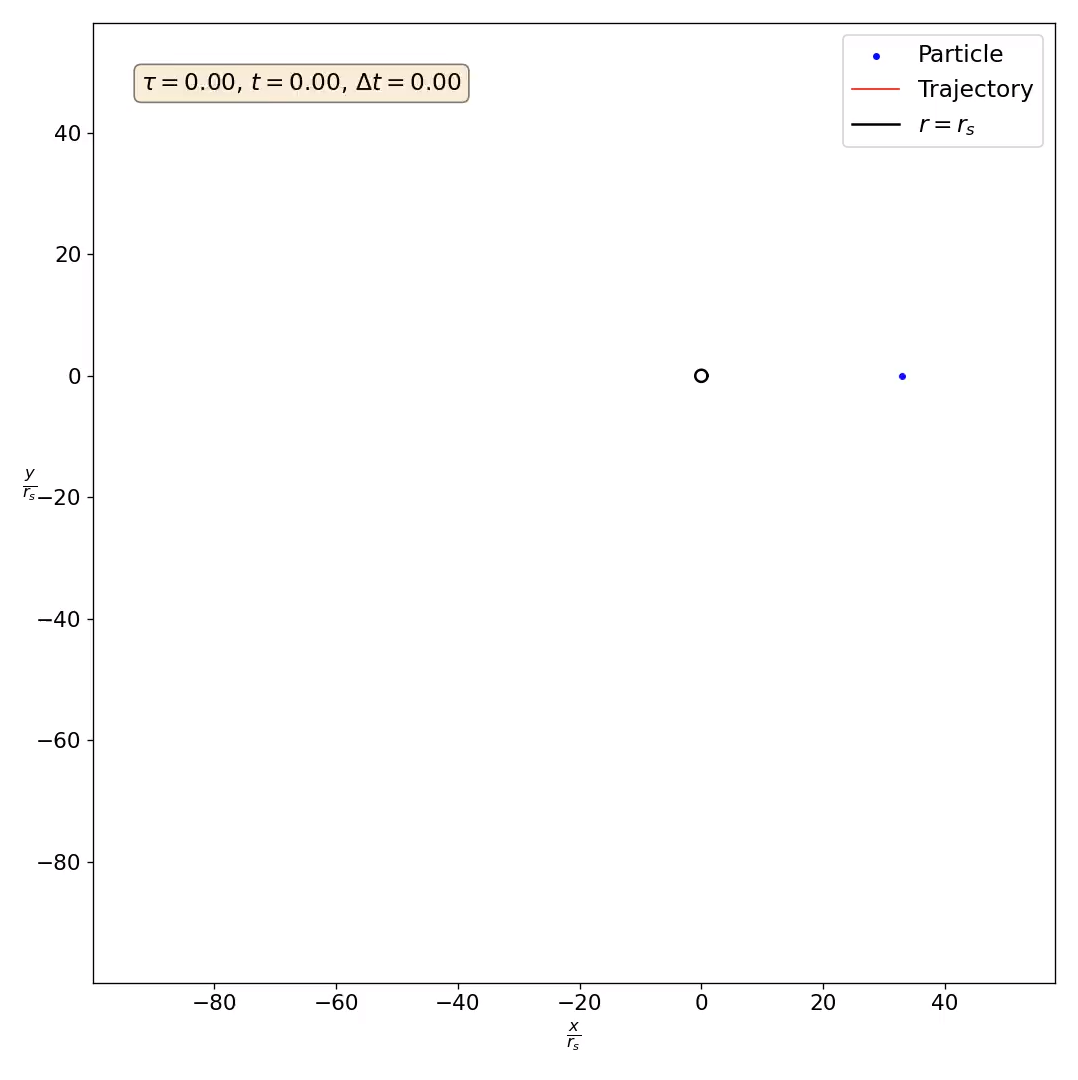 τ = 0.00, t = 0.00, Δt = 0.00
Particle
Trajectory
r = r_s
40
20
0
y/r_s
−20
−40
−60
−80
−80 −60 −40 −20 0 20 40
x/r_s